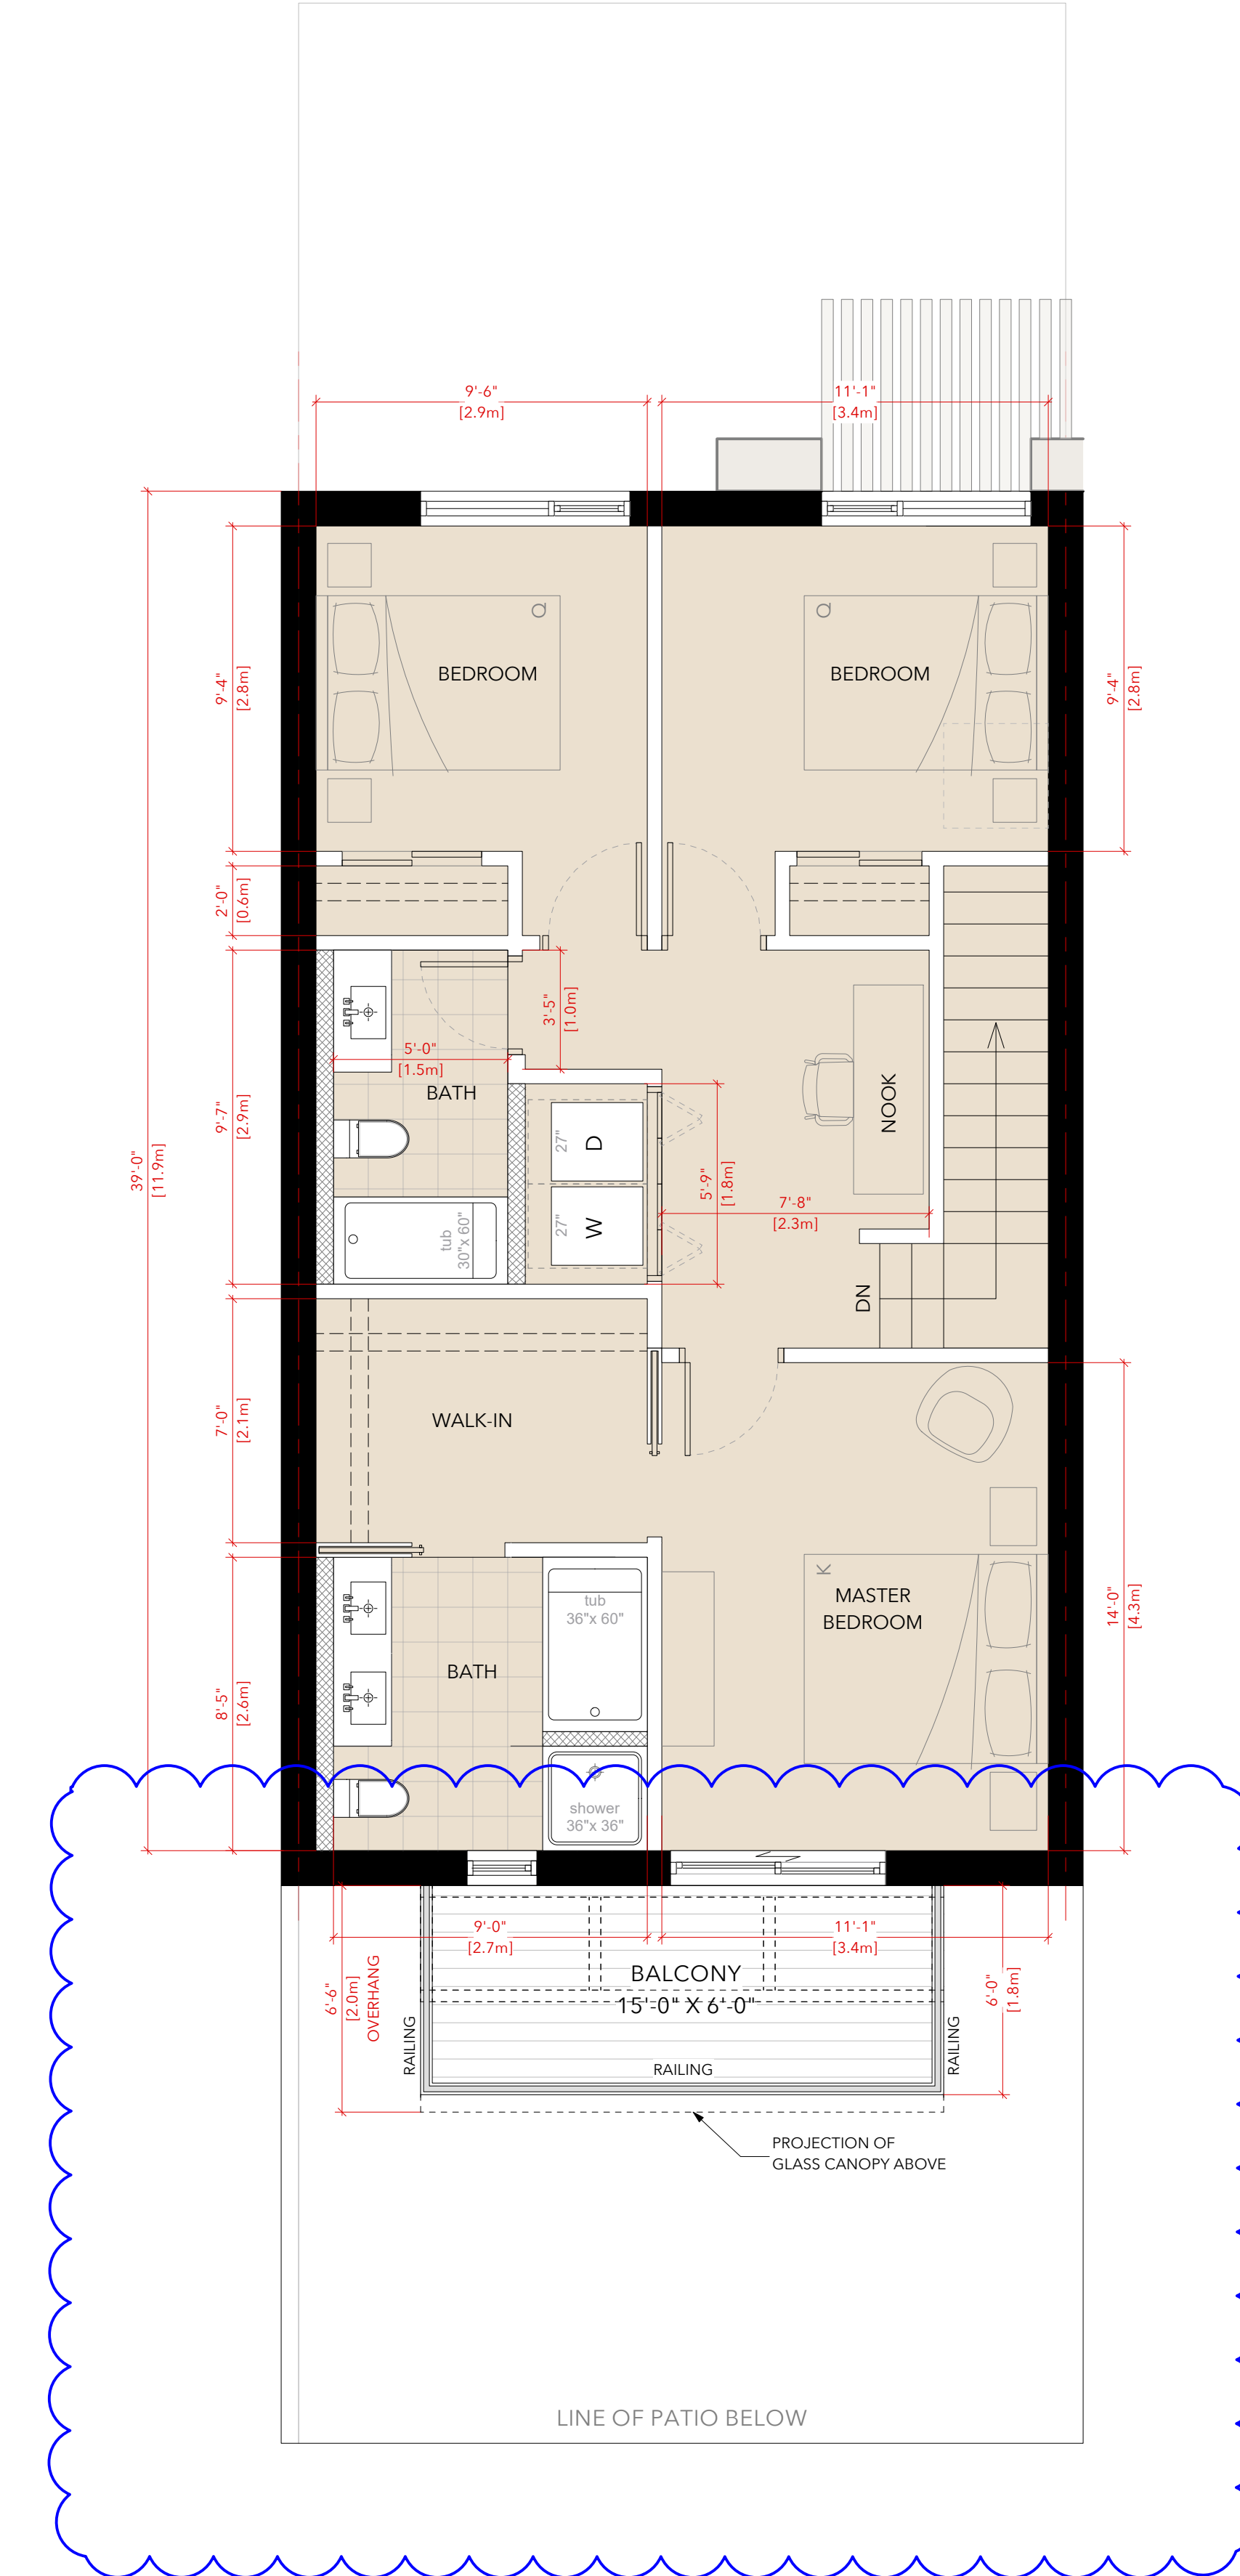 9'-6"
[2.9m]
11'-1"
[3.4m]
Q
Q
BEDROOM
BEDROOM
9'-4"
[2.8m]
9'-4"
[2.8m]
2'-0"
[0.6m]
3'-5"
[1.0m]
5'-0"
[1.5m]
BATH
NOOK
9'-7"
[2.9m]
39'-0"
[11.9m]
27"
D
27"
W
5'-9"
[1.8m]
7'-8"
[2.3m]
tub
30"x 60"
DN
WALK-IN
7'-0"
[2.1m]
K
MASTER
BEDROOM
tub
36"x 60"
14'-0"
[4.3m]
BATH
8'-5"
[2.6m]
shower
36"x 36"
9'-0"
[2.7m]
11'-1"
[3.4m]
BALCONY
15'-0" X 6'-0"
6'-6"
[2.0m]
OVERHANG
6'-0"
[1.8m]
RAILING
RAILING
RAILING
PROJECTION OF
GLASS CANOPY ABOVE
LINE OF PATIO BELOW